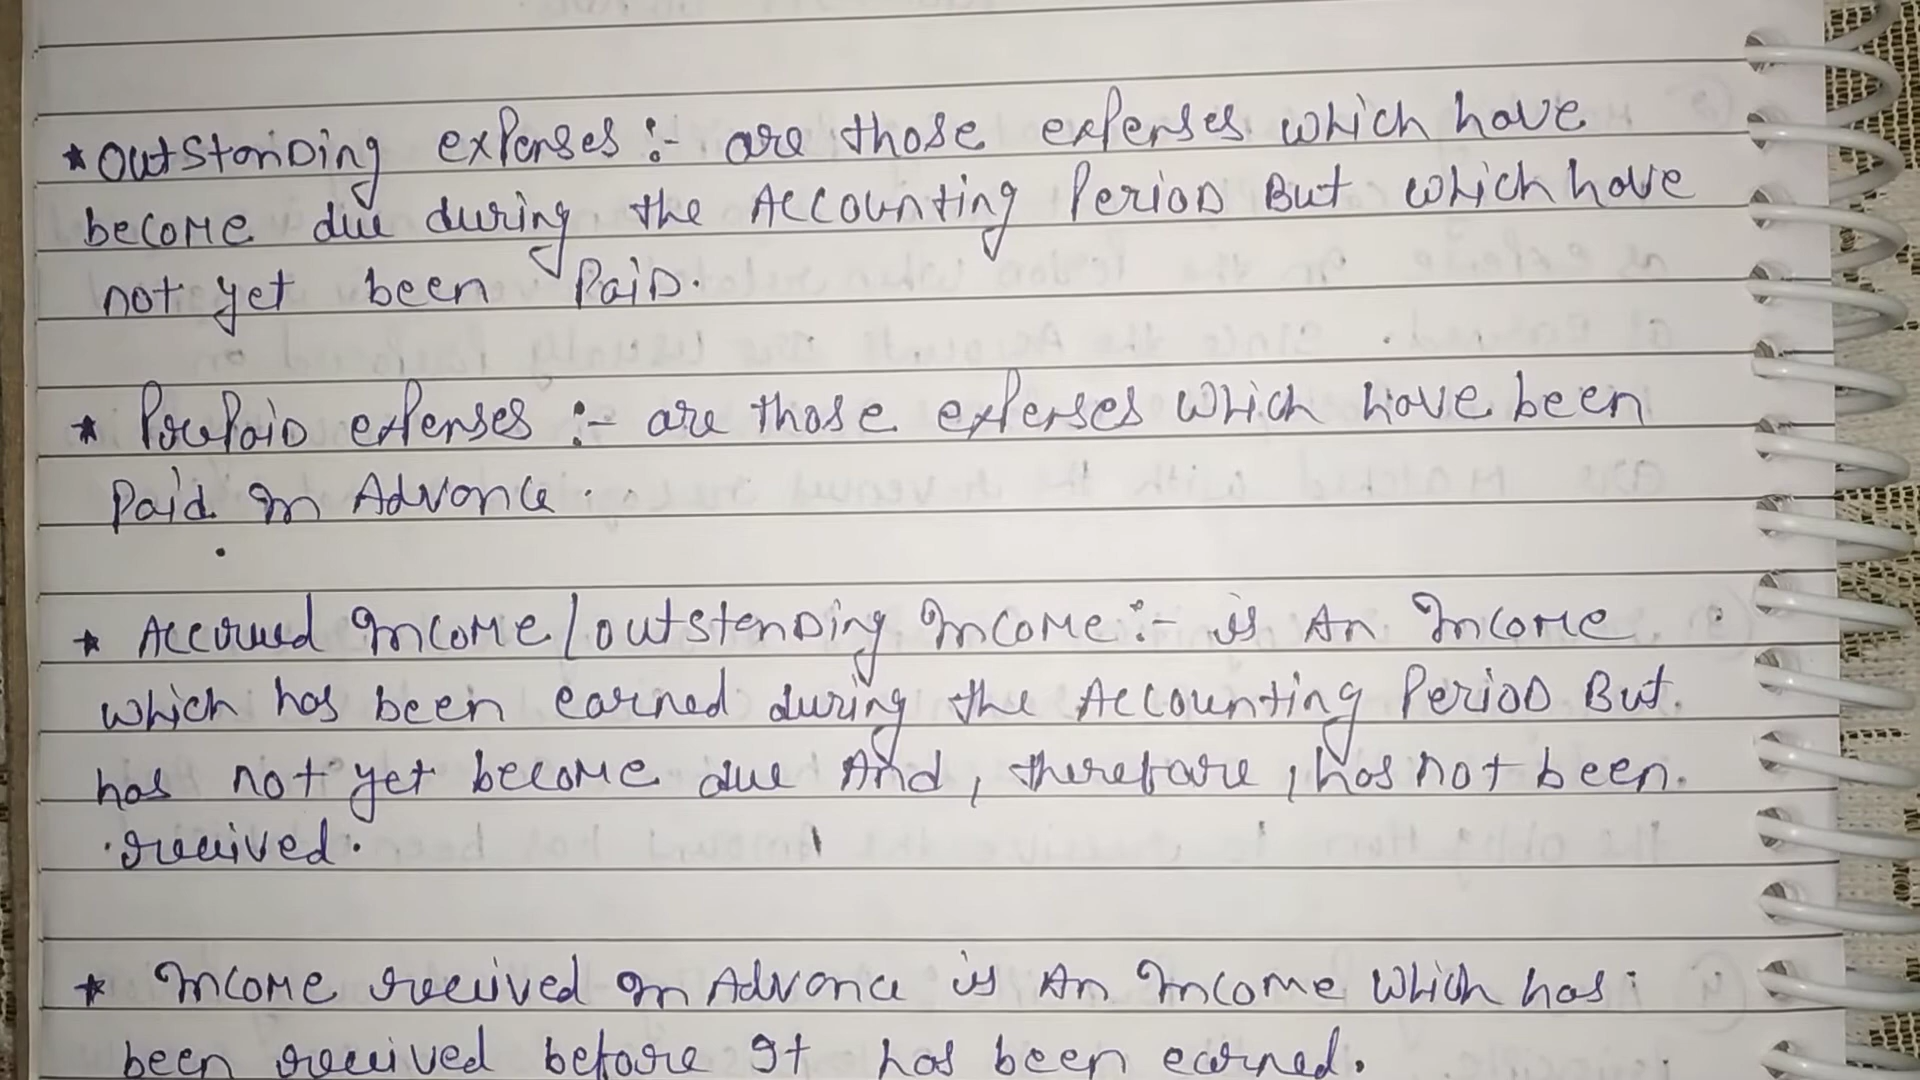 * Outstanding expenses :- are those expenses which have
become due during the Accounting Period But which have
not yet been Paid.
* Prepaid expenses :- are those expenses which have been
Paid In Advance.
* Accrued Income / outstanding Income :- is An Income
which has been earned during the Accounting Period But
has not yet become due And, therefore, has not been
received.
* Income received In Advance is An Income which has
been received before It has been earned.